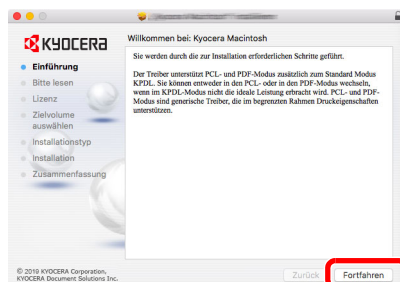 KYOCERA
Willkommen bei: Kyocera Macintosh
Einführung
Bitte lesen
Lizenz
Zielvolume
auswählen
Installationstyp
Installation
Zusammenfassung
Sie werden durch die zur Installation erforderlichen Schritte geführt.
Der Treiber unterstützt PCL- und PDF-Modus zusätzlich zum Standard Modus
KPDL. Sie können entweder in den PCL- oder in den PDF-Modus wechseln,
wenn im KPDL-Modus nicht die ideale Leistung erbracht wird. PCL- und PDF-
Modus sind generische Treiber, die im begrenzten Rahmen Druckeigenschaften
unterstützen.
© 2019 KYOCERA Corporation,
KYOCERA Document Solutions Inc.
Zurück
Fortfahren